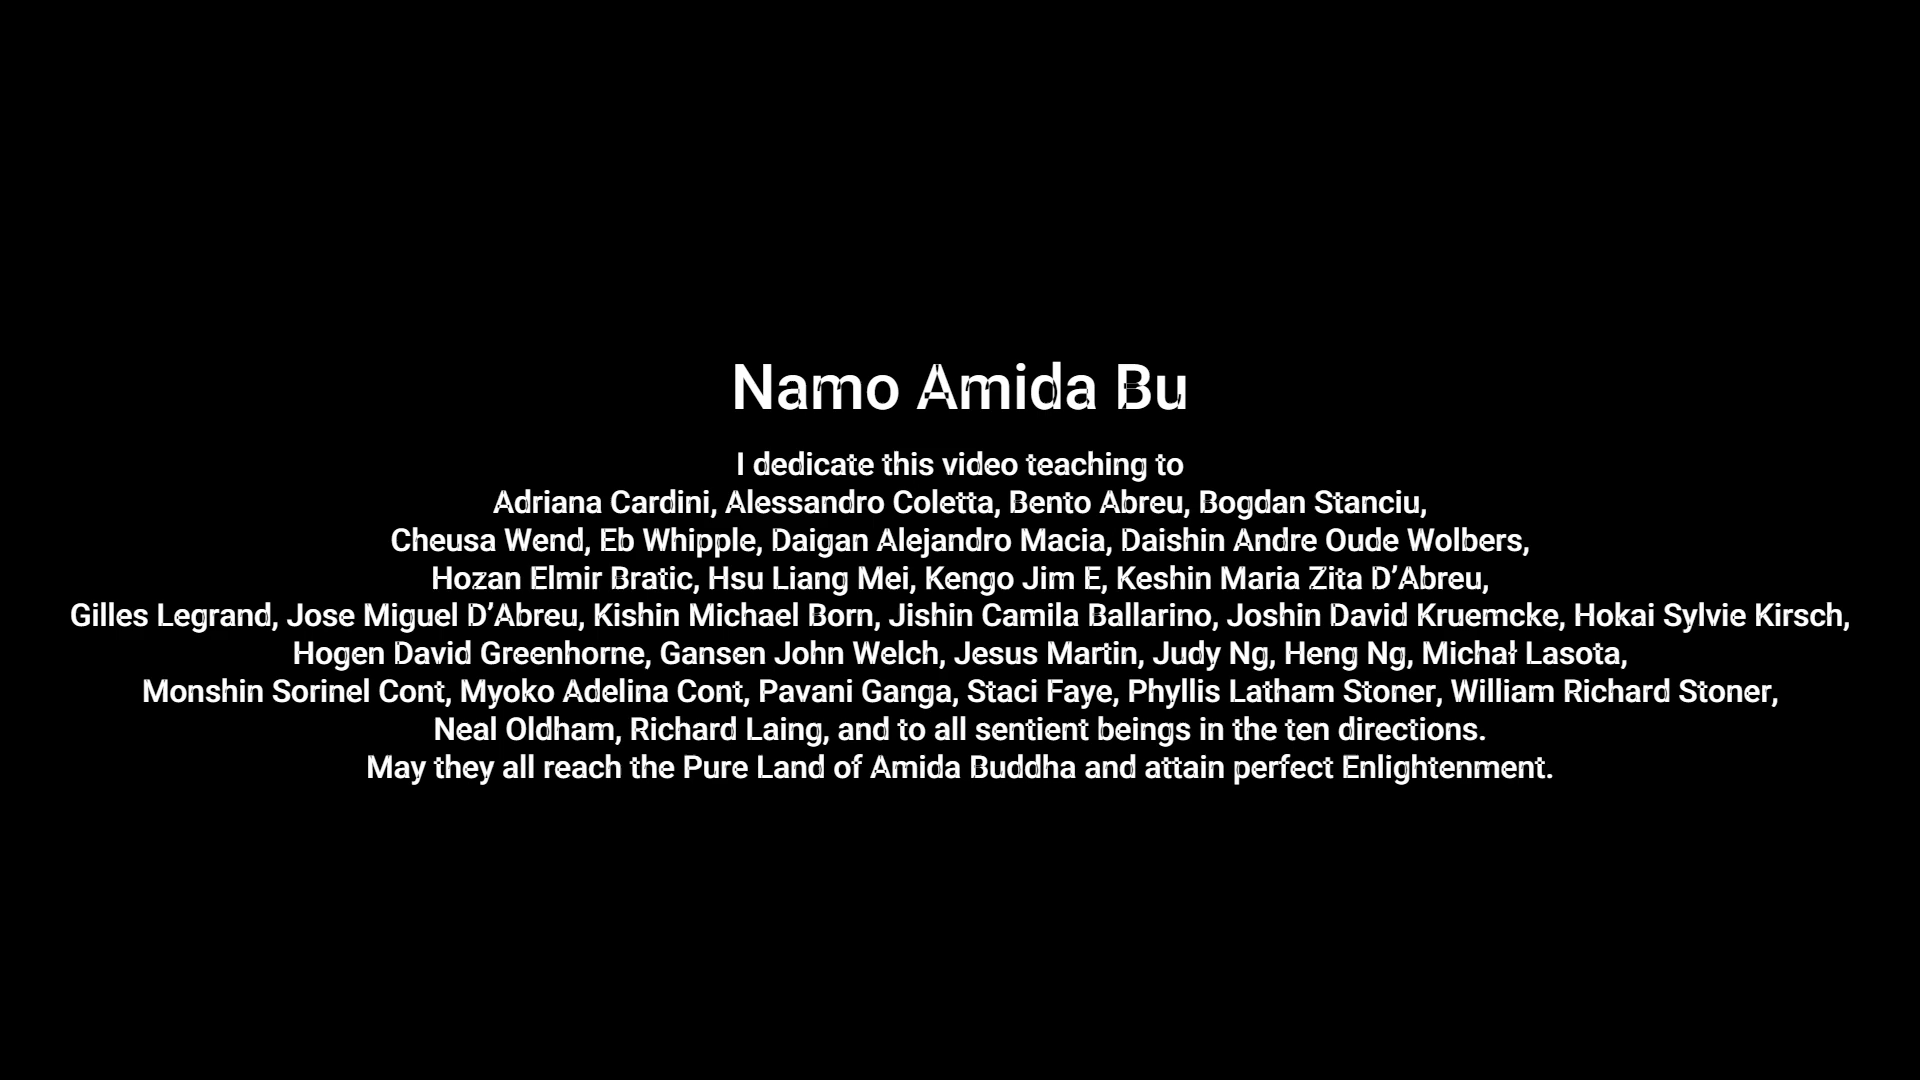 Namo Amida Bu
I dedicate this video teaching to
Adriana Cardini, Alessandro Coletta, Bento Abreu, Bogdan Stanciu,
Cheusa Wend, Eb Whipple, Daigan Alejandro Macia, Daishin Andre Oude Wolbers,
Hozan Elmir Bratic, Hsu Liang Mei, Kengo Jim E, Keshin Maria Zita D’Abreu,
Gilles Legrand, Jose Miguel D’Abreu, Kishin Michael Born, Jishin Camila Ballarino, Joshin David Kruemcke, Hokai Sylvie Kirsch,
Hogen David Greenhorne, Gansen John Welch, Jesus Martin, Judy Ng, Heng Ng, Michał Lasota,
Monshin Sorinel Cont, Myoko Adelina Cont, Pavani Ganga, Staci Faye, Phyllis Latham Stoner, William Richard Stoner,
Neal Oldham, Richard Laing, and to all sentient beings in the ten directions.
May they all reach the Pure Land of Amida Buddha and attain perfect Enlightenment.